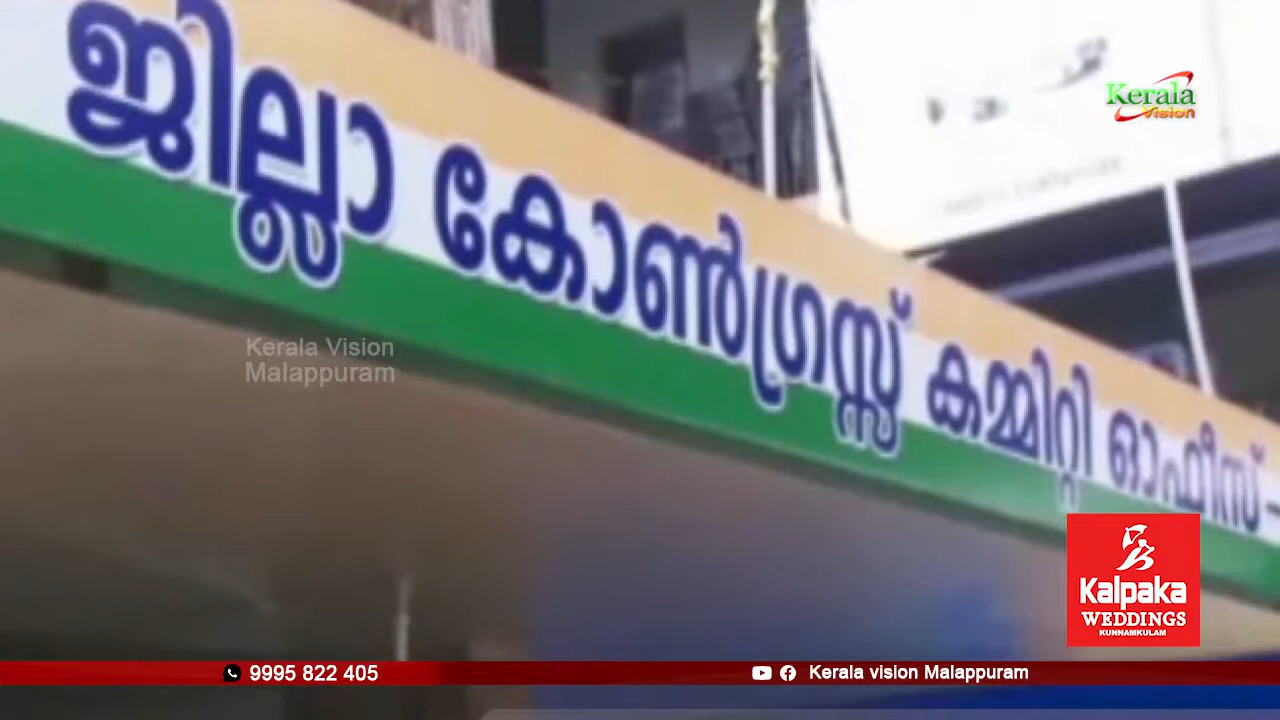 ജില്ലാ കോൺഗ്രസ്സ് കമ്മിറ്റി ഓഫീസ്-
Kerala
Vision
Kerala Vision
Malappuram
Kalpaka
WEDDINGS
KUNNAMKULAM
9995 822 405
Kerala vision Malappuram